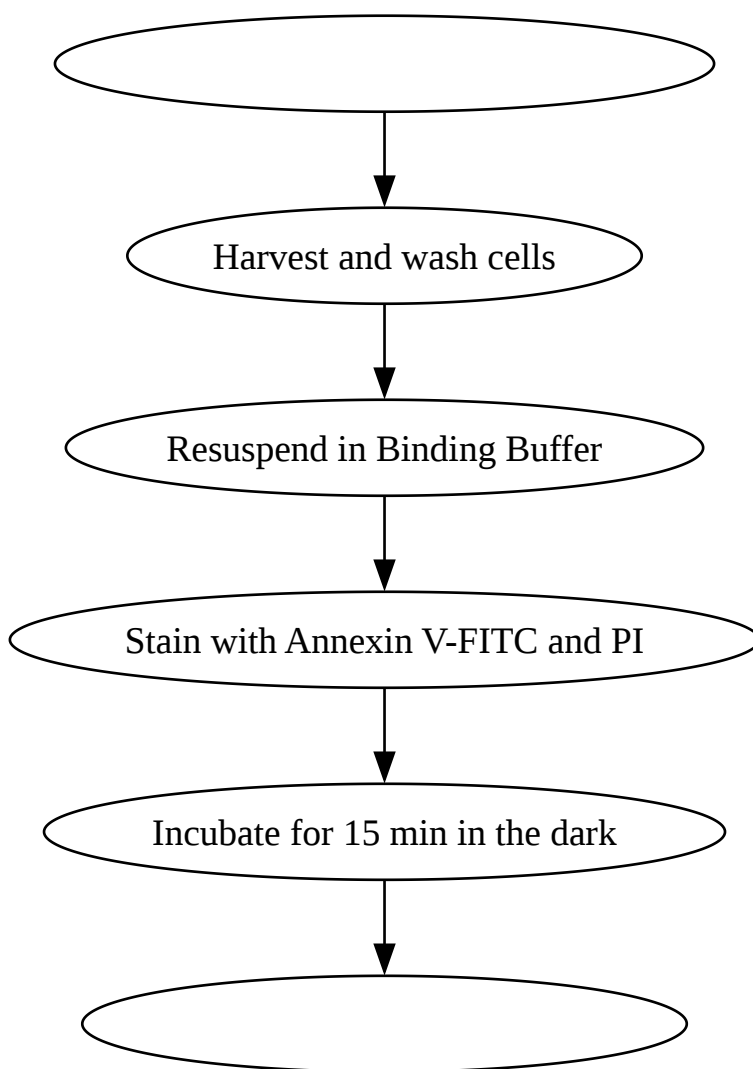 Harvest and wash cells
Resuspend in Binding Buffer
Stain with Annexin V-FITC and PI
Incubate for 15 min in the dark